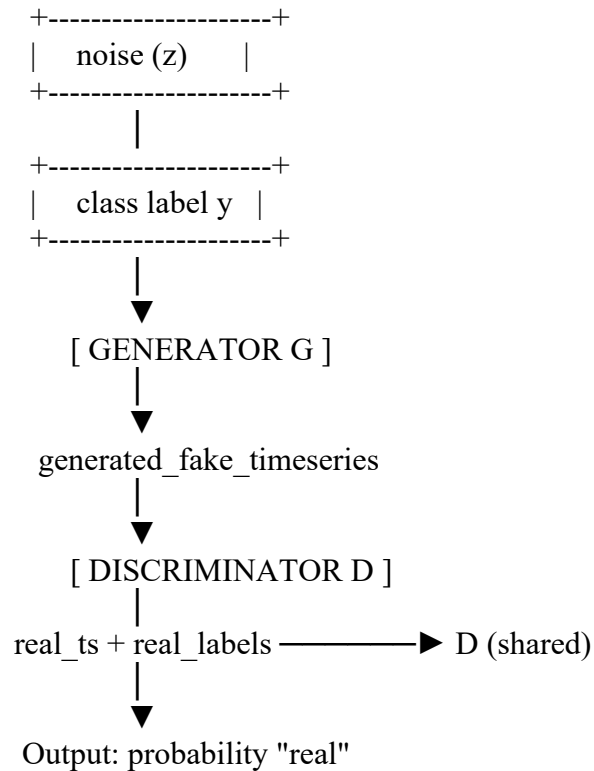 +---------------------+
| noise (z) |
+---------------------+
|
+---------------------+
| class label y |
+---------------------+
│
▼
[ GENERATOR G ]
│
▼
generated_fake_timeseries
│
▼
[ DISCRIMINATOR D ]
│
real_ts + real_labels ──────► D (shared)
│
▼
Output: probability "real"